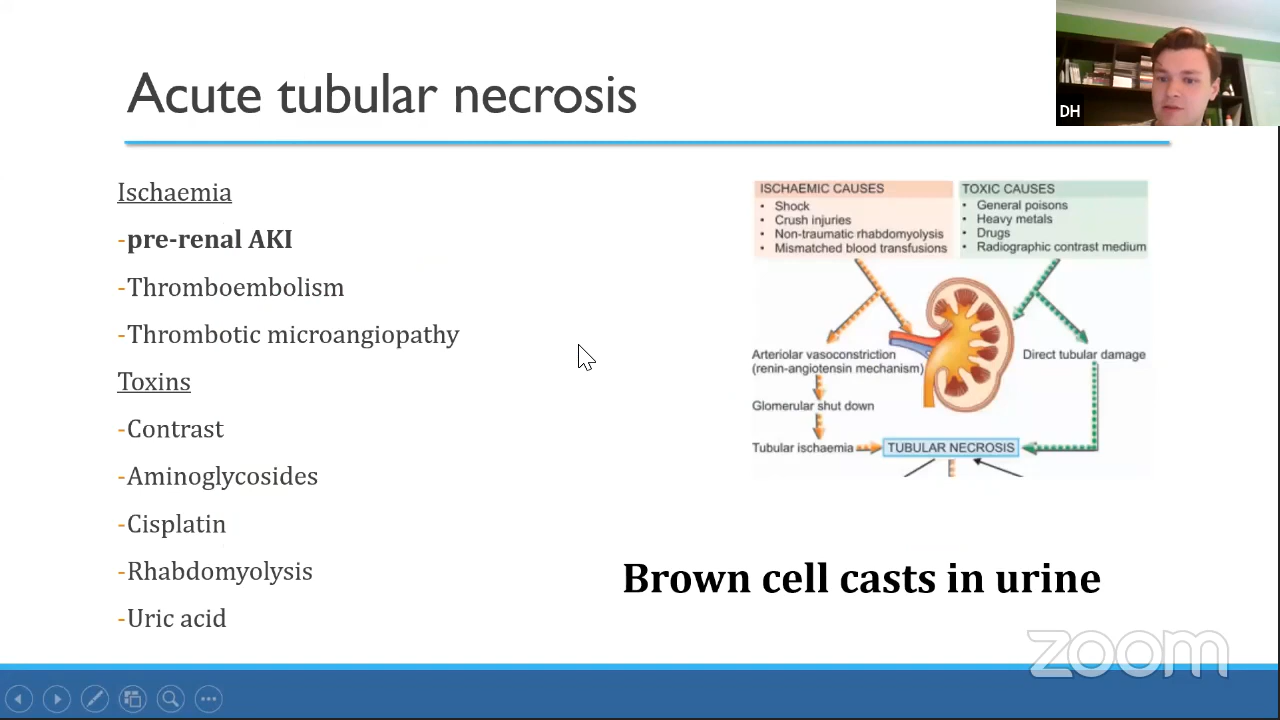 Acute tubular necrosis
DH
Ischaemia
-pre-renal AKI
-Thromboembolism
-Thrombotic microangiopathy
Toxins
-Contrast
-Aminoglycosides
-Cisplatin
-Rhabdomyolysis
-Uric acid
ISCHAEMIC CAUSES
• Shock
• Crush injuries
• Non-traumatic rhabdomyolysis
• Mismatched blood transfusions
TOXIC CAUSES
• General poisons
• Heavy metals
• Drugs
• Radiographic contrast medium
Arteriolar vasoconstriction
(renin-angiotensin mechanism)
Direct tubular damage
Glomerular shut down
Tubular ischaemia
TUBULAR NECROSIS
Brown cell casts in urine
zoom